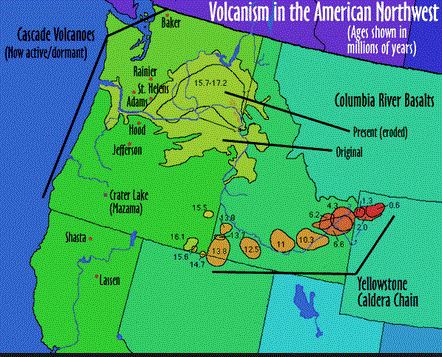 Volcanism in the American Northwest
(Ages shown in
millions of years)
Cascade Volcanoes
(Now active/dormant)
Baker
Rainier
St. Helens
Adams
Hood
Jefferson
Crater Lake
(Mazama)
Shasta
Lassen
15.7-17.2
Columbia River Basalts
Present (eroded)
Original
15.5
16.1
15.6
14.7
13.8
13.7
13.8
12.5
11
10.3
6.2
4.3
6.6
2.0
1.3
0.6
Yellowstone
Caldera Chain